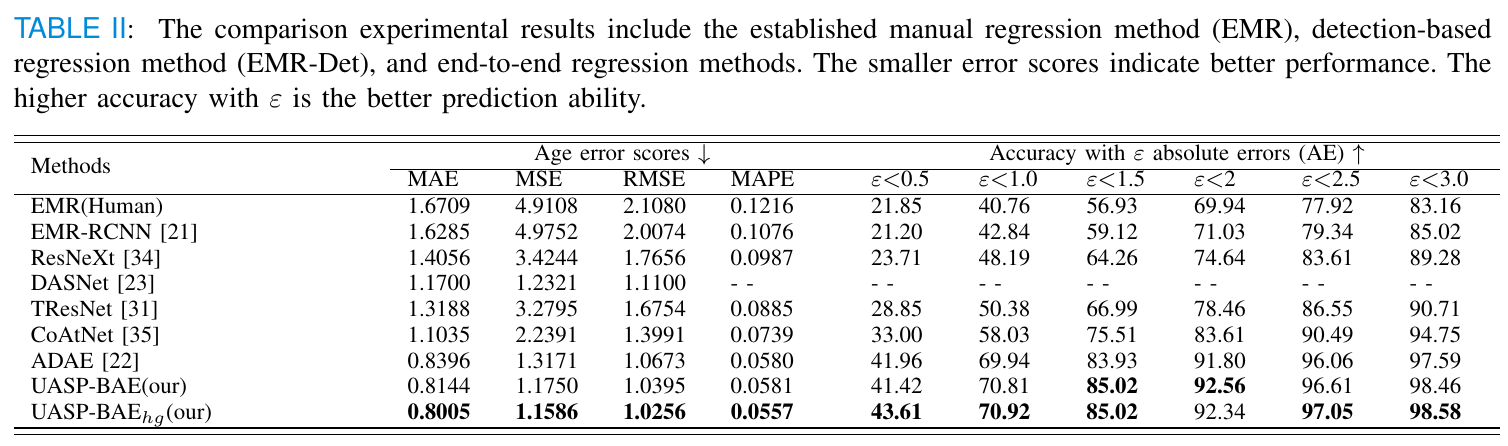 TABLE II: The comparison experimental results include the established manual regression method (EMR), detection-based
regression method (EMR-Det), and end-to-end regression methods. The smaller error scores indicate better performance. The
higher accuracy with ε is the better prediction ability.
Methods Age error scores ↓ Accuracy with ε absolute errors (AE) ↑
MAE MSE RMSE MAPE ε<0.5 ε<1.0 ε<1.5 ε<2 ε<2.5 ε<3.0
EMR(Human) 1.6709 4.9108 2.1080 0.1216 21.85 40.76 56.93 69.94 77.92 83.16
EMR-RCNN [21] 1.6285 4.9752 2.0074 0.1076 21.20 42.84 59.12 71.03 79.34 85.02
ResNeXt [34] 1.4056 3.4244 1.7656 0.0987 23.71 48.19 64.26 74.64 83.61 89.28
DASNet [23] 1.1700 1.2321 1.1100 - - - - - - - - - - - - - -
TResNet [31] 1.3188 3.2795 1.6754 0.0885 28.85 50.38 66.99 78.46 86.55 90.71
CoAtNet [35] 1.1035 2.2391 1.3991 0.0739 33.00 58.03 75.51 83.61 90.49 94.75
ADAE [22] 0.8396 1.3171 1.0673 0.0580 41.96 69.94 83.93 91.80 96.06 97.59
UASP-BAE(our) 0.8144 1.1750 1.0395 0.0581 41.42 70.81 85.02 92.56 96.61 98.46
UASP-BAEhg(our) 0.8005 1.1586 1.0256 0.0557 43.61 70.92 85.02 92.34 97.05 98.58